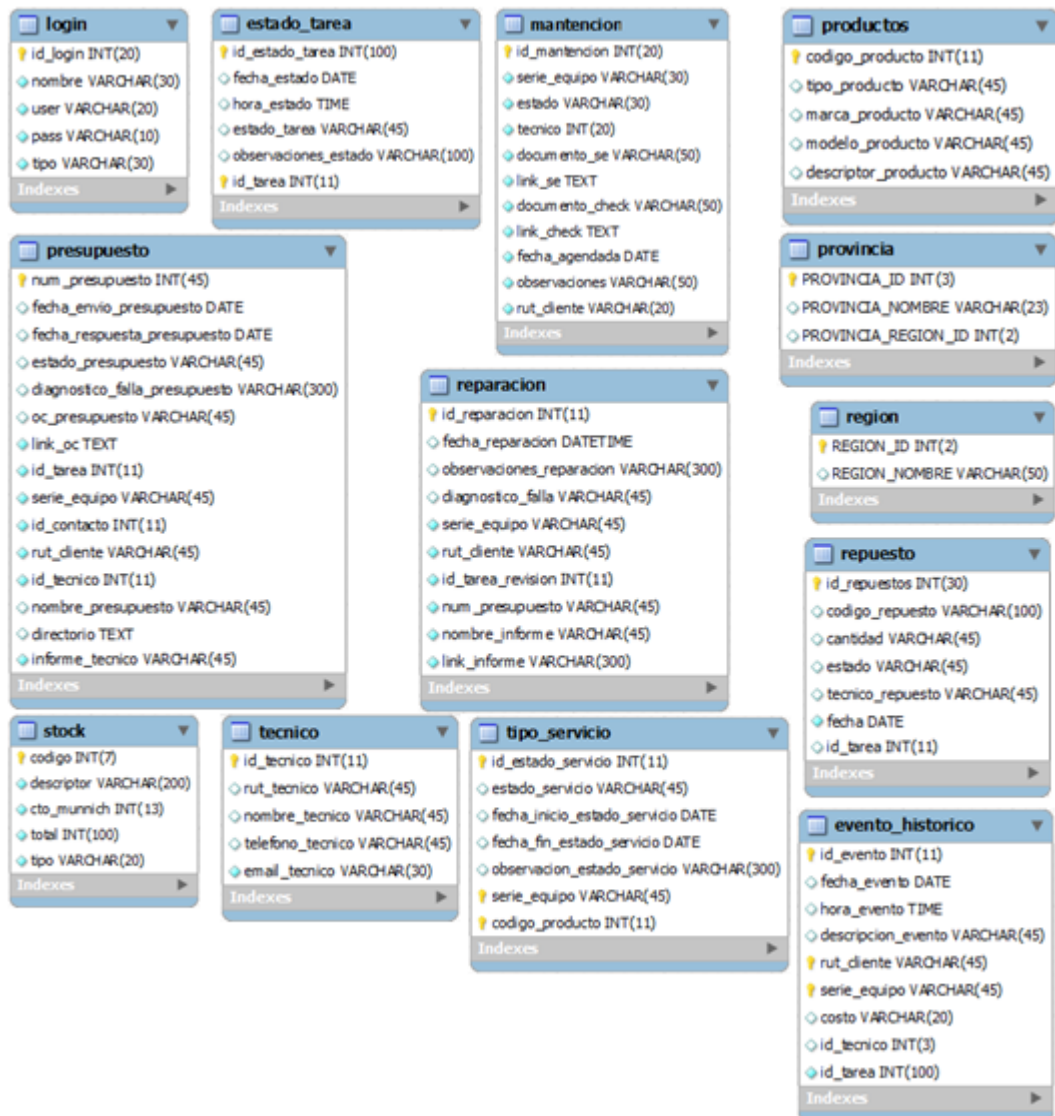 login
id_login INT(20)
nombre VARCHAR(30)
user VARCHAR(20)
pass VARCHAR(10)
tipo VARCHAR(30)
Indexes
estado_tarea
id_estado_tarea INT(100)
fecha_estado DATE
hora_estado TIME
estado_tarea VARCHAR(45)
observaciones_estado VARCHAR(100)
id_tarea INT(11)
Indexes
mantencion
id_mantencion INT(20)
serie_equipo VARCHAR(30)
estado VARCHAR(30)
tecnico INT(20)
documento_se VARCHAR(50)
link_se TEXT
documento_check VARCHAR(50)
link_check TEXT
fecha_agendada DATE
observaciones VARCHAR(50)
rut_cliente VARCHAR(20)
Indexes
productos
codigo_producto INT(11)
tipo_producto VARCHAR(45)
marca_producto VARCHAR(45)
modelo_producto VARCHAR(45)
descriptor_producto VARCHAR(45)
Indexes
presupuesto
num_presupuesto INT(45)
fecha_envio_presupuesto DATE
fecha_respuesta_presupuesto DATE
estado_presupuesto VARCHAR(45)
diagnostico_falla_presupuesto VARCHAR(300)
oc_presupuesto VARCHAR(45)
link_oc TEXT
id_tarea INT(11)
serie_equipo VARCHAR(45)
id_contacto INT(11)
rut_cliente VARCHAR(45)
id_tecnico INT(11)
nombre_presupuesto VARCHAR(45)
directorio TEXT
informe_tecnico VARCHAR(45)
Indexes
provincia
PROVINCIA_ID INT(3)
PROVINCIA_NOMBRE VARCHAR(23)
PROVINCIA_REGION_ID INT(2)
Indexes
reparacion
id_reparacion INT(11)
fecha_reparacion DATETIME
observaciones_reparacion VARCHAR(300)
diagnostico_falla VARCHAR(45)
serie_equipo VARCHAR(45)
rut_cliente VARCHAR(45)
id_tarea_revision INT(11)
num_presupuesto VARCHAR(45)
nombre_informe VARCHAR(45)
link_informe VARCHAR(300)
Indexes
region
REGION_ID INT(2)
REGION_NOMBRE VARCHAR(50)
Indexes
repuesto
id_repuestos INT(30)
codigo_repuesto VARCHAR(100)
cantidad VARCHAR(45)
estado VARCHAR(45)
tecnico_repuesto VARCHAR(45)
fecha DATE
id_tarea INT(11)
Indexes
stock
codigo INT(7)
descriptor VARCHAR(200)
cto_munnich INT(13)
total INT(100)
tipo VARCHAR(20)
Indexes
tecnico
id_tecnico INT(11)
rut_tecnico VARCHAR(45)
nombre_tecnico VARCHAR(45)
telefono_tecnico VARCHAR(45)
email_tecnico VARCHAR(30)
Indexes
tipo_servicio
id_estado_servicio INT(11)
estado_servicio VARCHAR(45)
fecha_inicio_estado_servicio DATE
fecha_fin_estado_servicio DATE
observacion_estado_servicio VARCHAR(300)
serie_equipo VARCHAR(45)
codigo_producto INT(11)
Indexes
evento_historico
id_evento INT(11)
fecha_evento DATE
hora_evento TIME
descripcion_evento VARCHAR(45)
rut_cliente VARCHAR(45)
serie_equipo VARCHAR(45)
costo VARCHAR(20)
id_tecnico INT(3)
id_tarea INT(100)
Indexes